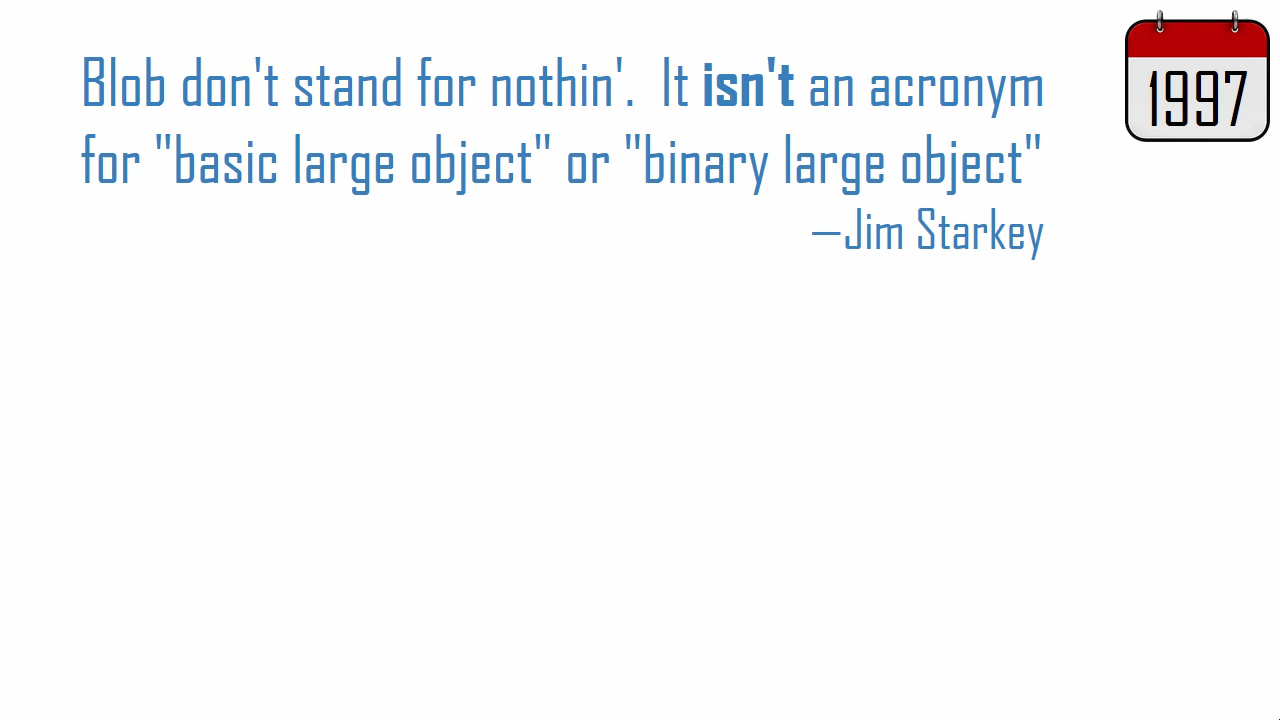 Blob don't stand for nothin'.  It isn't an acronym
for "basic large object" or "binary large object"
—Jim Starkey
1997